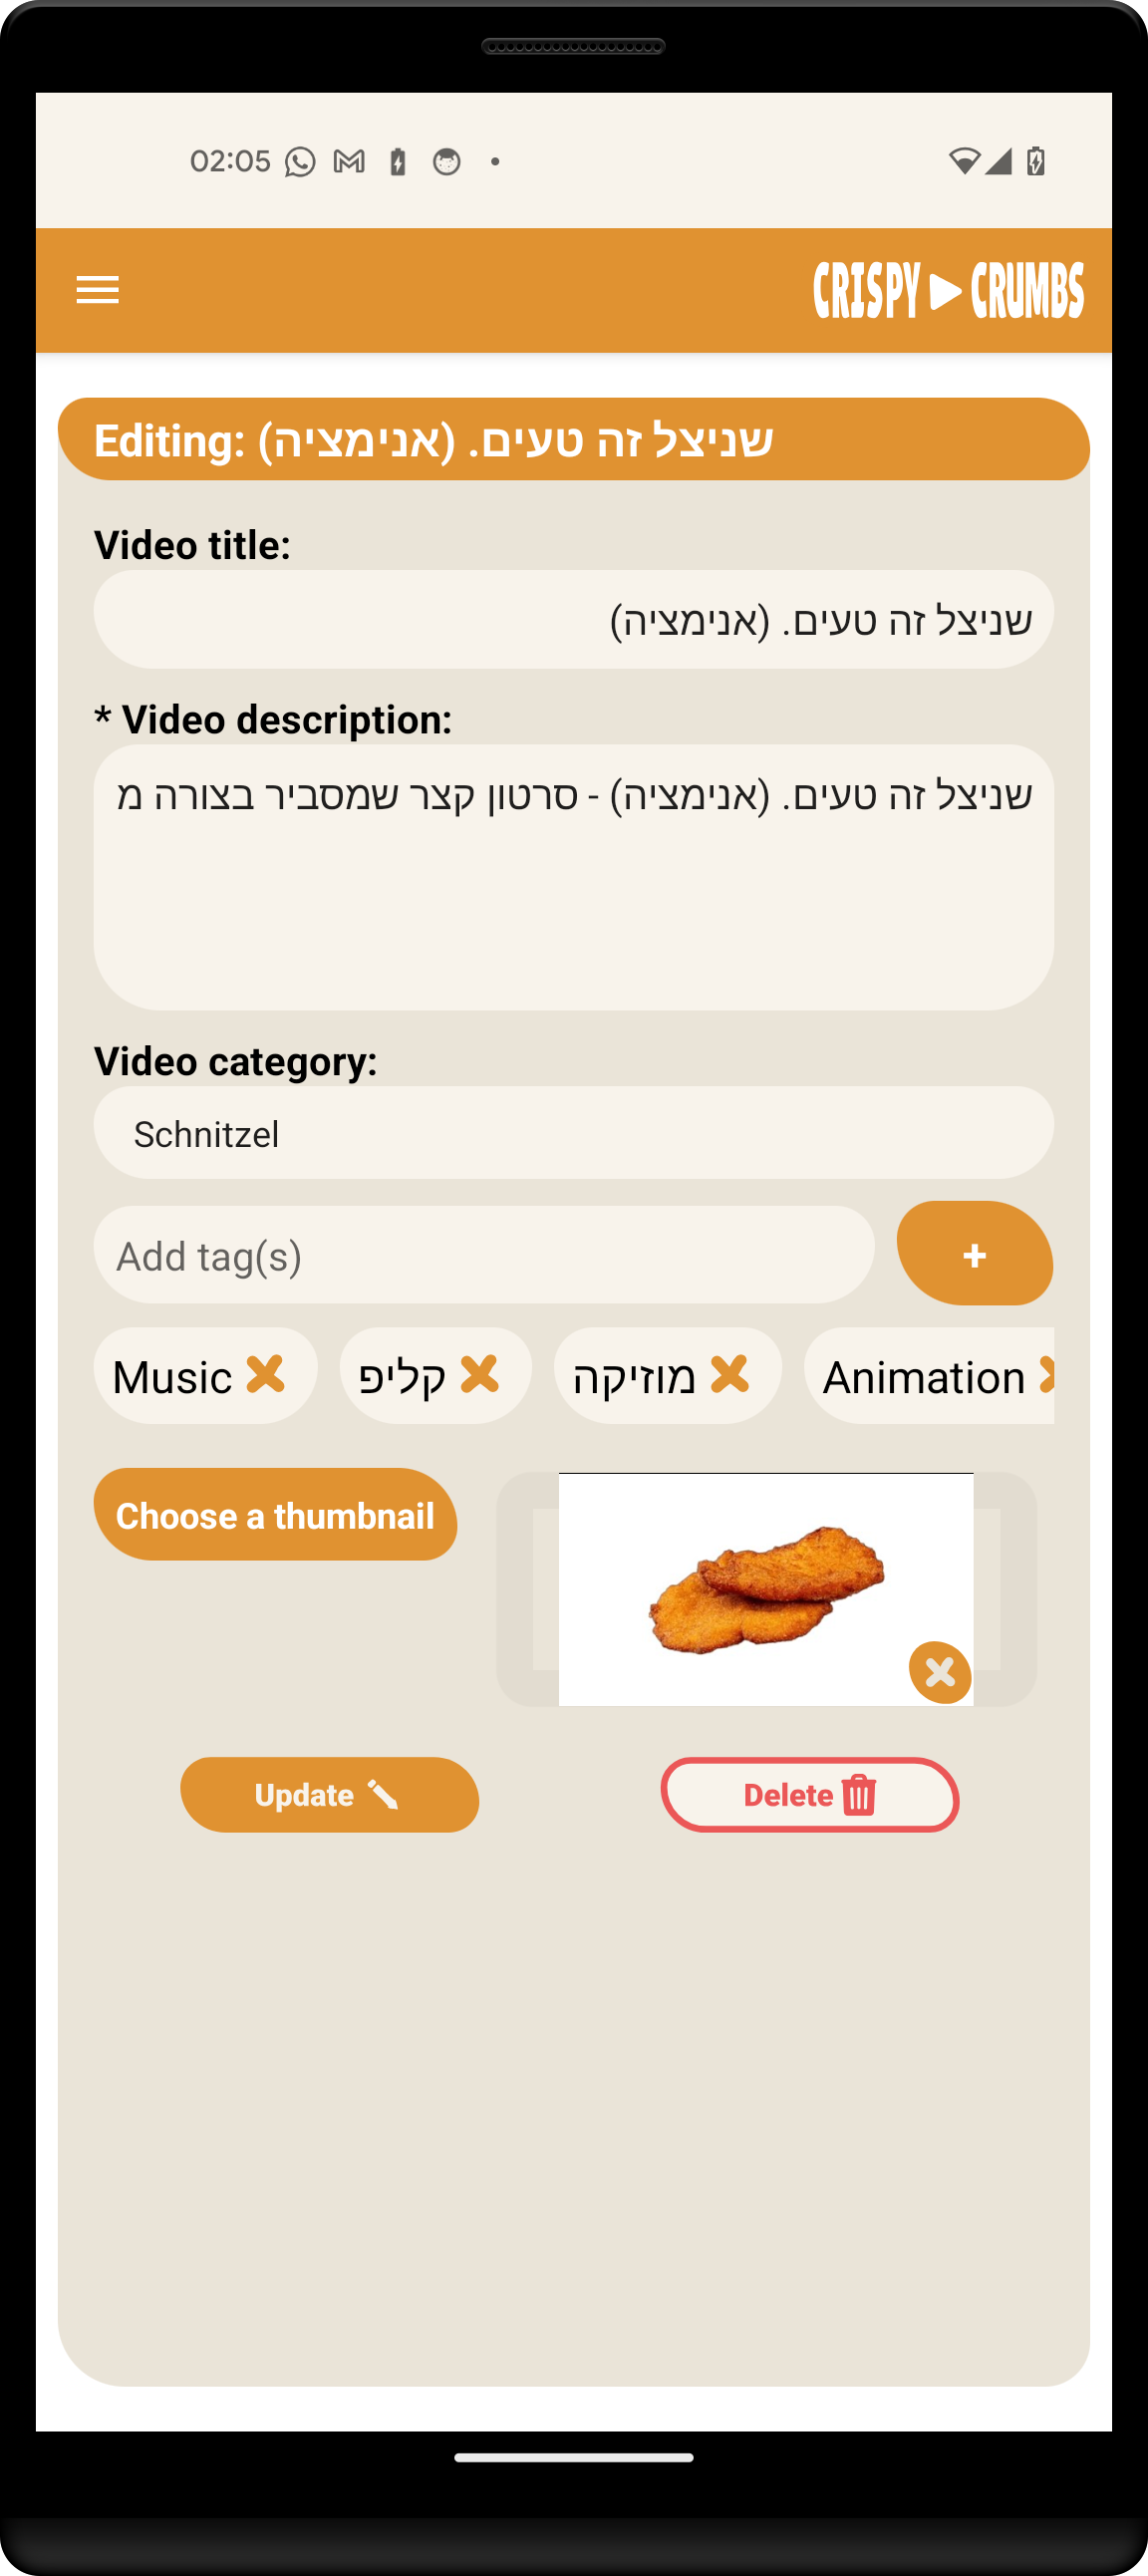 02:05
CRISPY CRUMBS
Editing: שניצל זה טעים. (אנימציה)
Video title:
שניצל זה טעים. (אנימציה)
* Video description:
שניצל זה טעים. (אנימציה) - סרטון קצר שמסביר בצורה מ
Video category:
Schnitzel
Add tag(s)
+
Music קליפ מוזיקה Animation
Choose a thumbnail
Update Delete